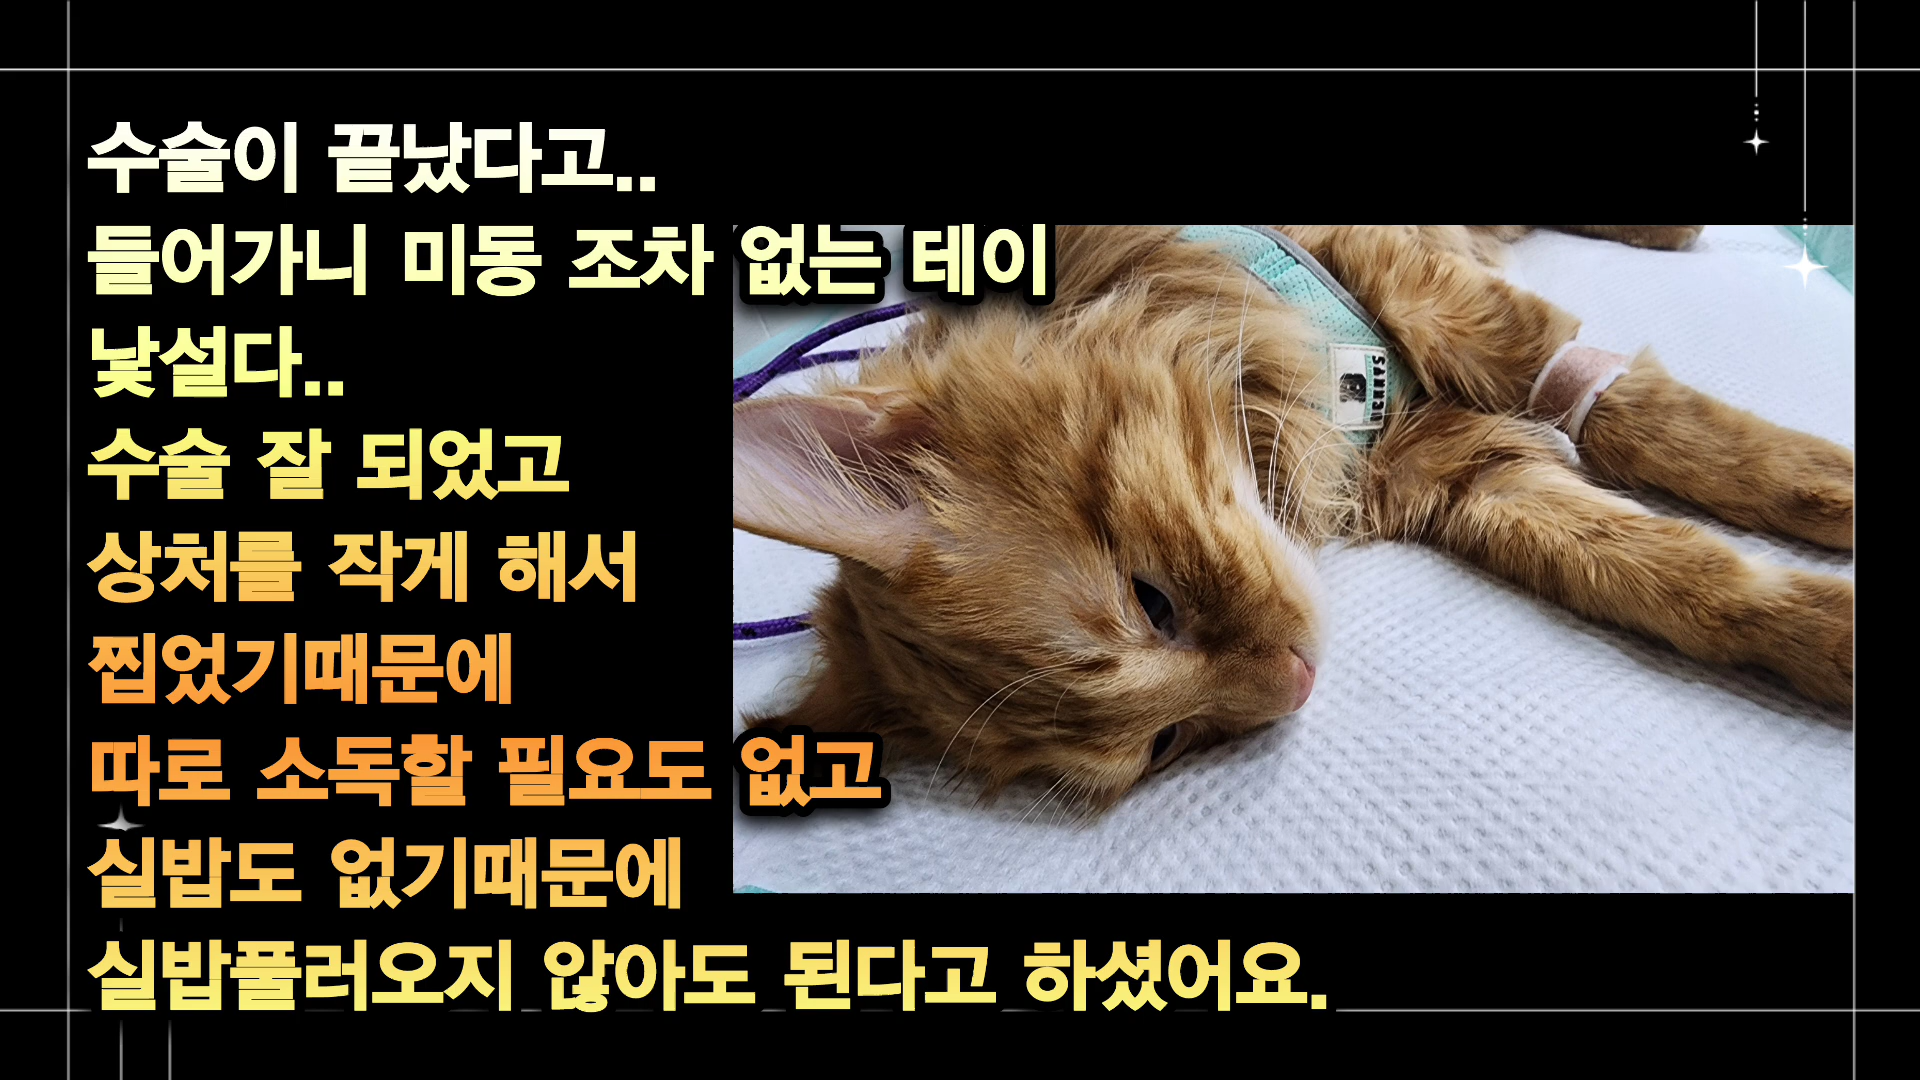 수술이 끝났다고..
들어가니 미동 조차 없는 테이
낯설다..
수술 잘 되었고
상처를 작게 해서
찝었기때문에
따로 소독할 필요도 없고
실밥도 없기때문에
실밥풀러오지 않아도 된다고 하셨어요.